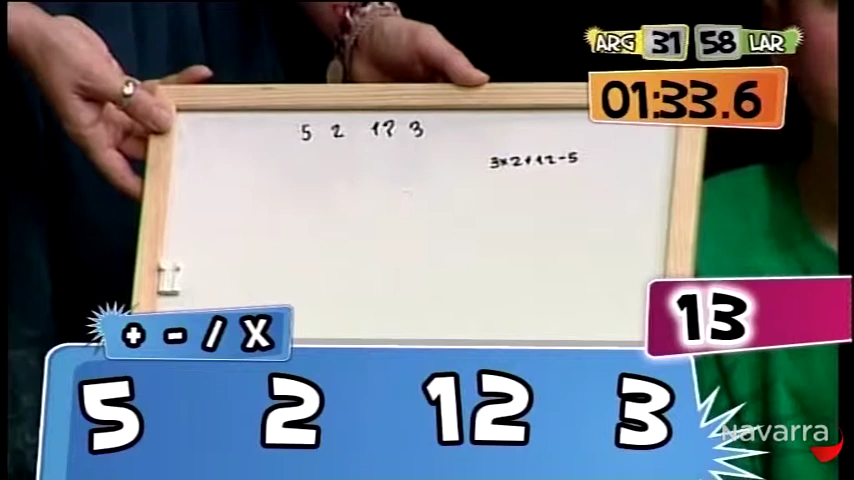 ARG 31 58 LAR
01:33.6
5 2 12 3
3x2+12-5
13
+ - / X
5 2 12 3
Navarra